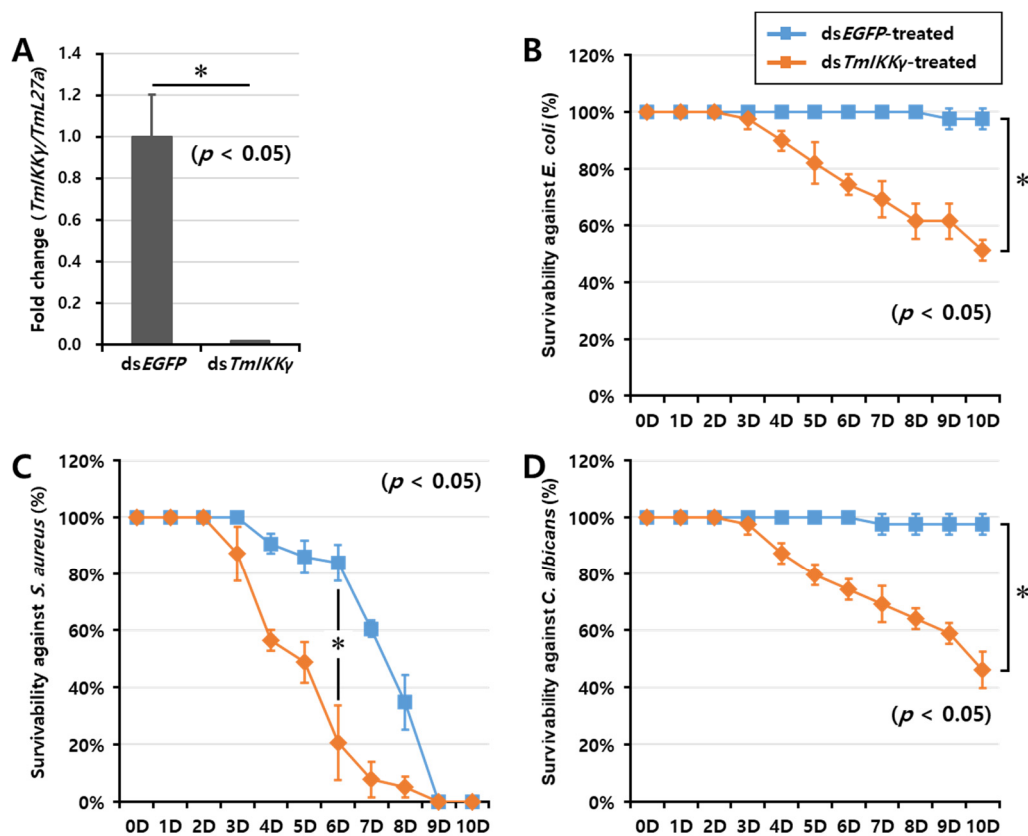 A
Fold change (TmIKKγ/TmL27a)
1.4
1.2
1.0
0.8
0.6
0.4
0.2
0.0
*
(p < 0.05)
dsEGFP dsTmIKKγ
dsEGFP-treated
dsTmIKKγ-treated
B
Survivability against E. coli (%)
120%
100%
80%
60%
40%
20%
0%
*
(p < 0.05)
0D 1D 2D 3D 4D 5D 6D 7D 8D 9D 10D
C
Survivability against S. aureus (%)
120%
100%
80%
60%
40%
20%
0%
(p < 0.05)
*
0D 1D 2D 3D 4D 5D 6D 7D 8D 9D 10D
D
Survivability against C. albicans (%)
120%
100%
80%
60%
40%
20%
0%
*
(p < 0.05)
0D 1D 2D 3D 4D 5D 6D 7D 8D 9D 10D